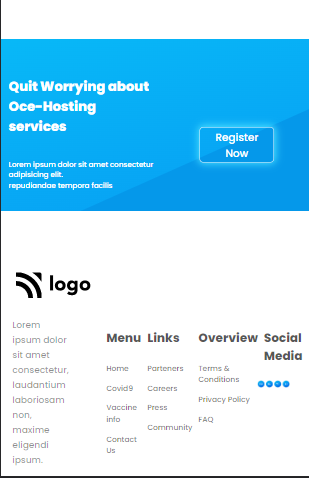 Quit Worrying about
Oce-Hosting
services
Lorem ipsum dolor sit amet consectetur
adipisicing elit.
repudiandae tempora facilis
Register
Now
logo
Lorem
ipsum dolor
sit amet
consectetur,
laudantium
laboriosam
non,
maxime
eligendi
ipsum.
Menu
Home
Covid9
Vaccine
info
Contact
Us
Links
Parteners
Careers
Press
Community
Overview
Terms &
Conditions
Privacy Policy
FAQ
Social
Media